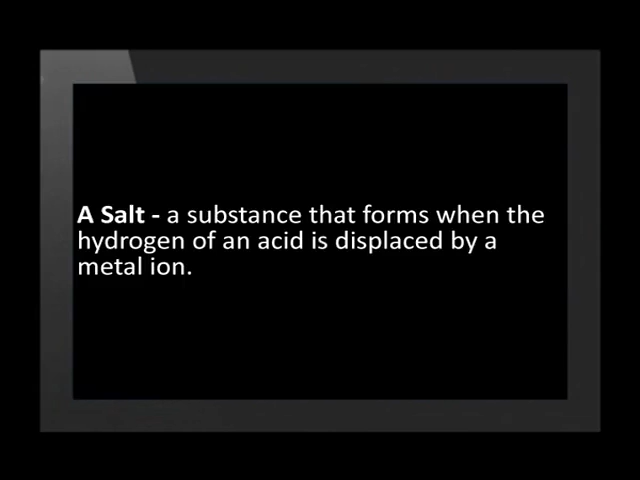 A Salt - a substance that forms when the
hydrogen of an acid is displaced by a
metal ion.